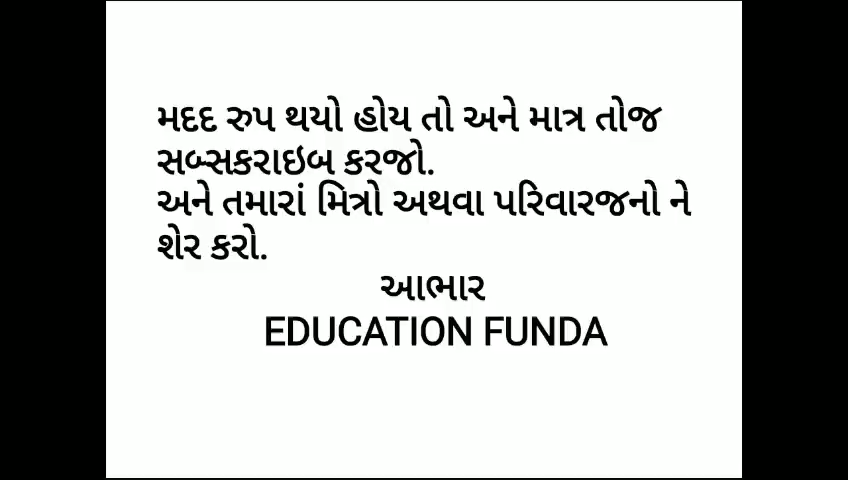 મદદ રુપ થયો હોય તો અને માત્ર તોજ
સબ્સકરાઇબ કરજો.
અને તમારાં મિત્રો અથવા પરિવારજનો ને
શેર કરો.
આભાર
EDUCATION FUNDA